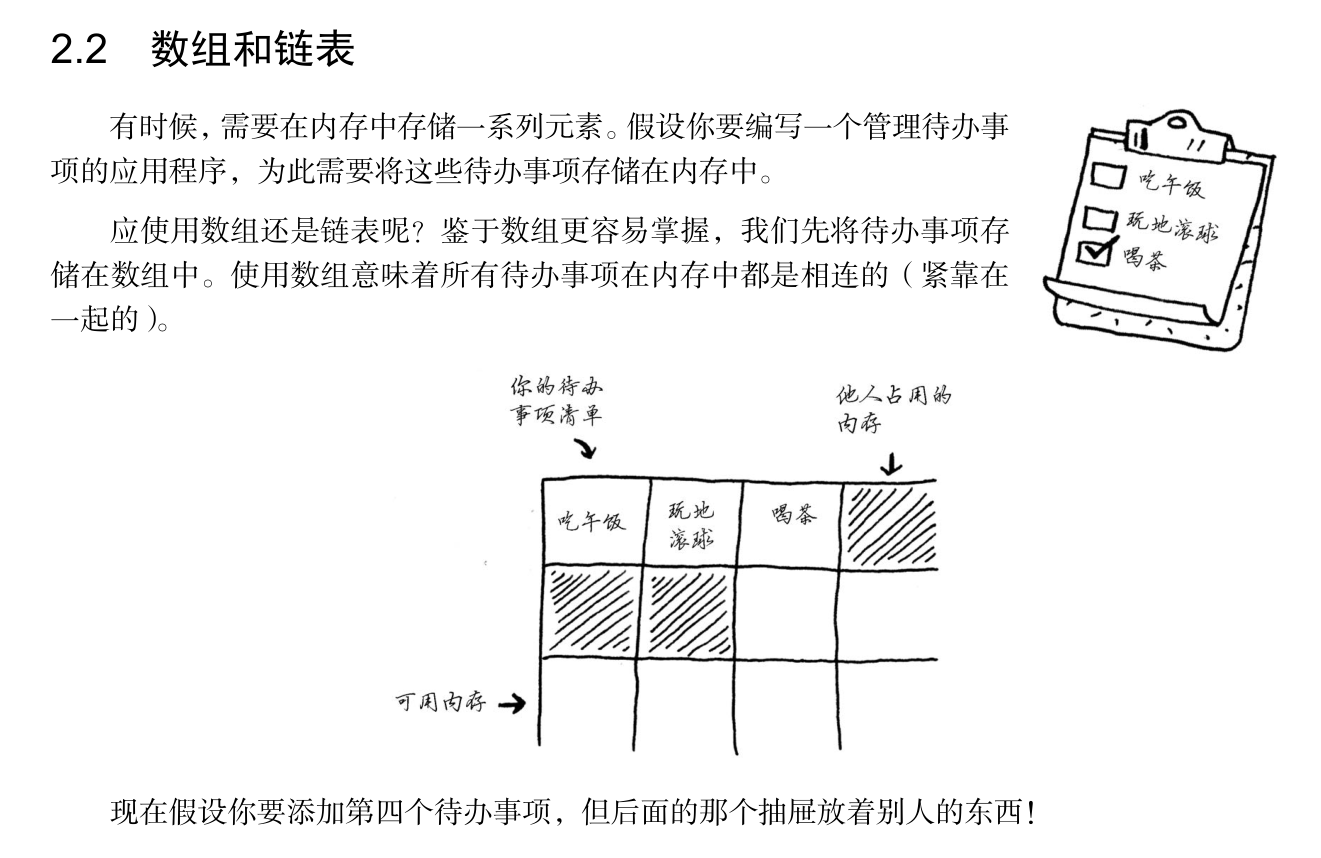 2.2 数组和链表
有时候，需要在内存中存储一系列元素。假设你要编写一个管理待办事
项的应用程序，为此需要将这些待办事项存储在内存中。
应使用数组还是链表呢？鉴于数组更容易掌握，我们先将待办事项存
储在数组中。使用数组意味着所有待办事项在内存中都是相连的（紧靠在
一起的）。
吃午饭
玩地滚球
喝茶
你的待办
事项清单
他人占用的
内存
吃午饭
玩地
滚球
喝茶
可用内存
现在假设你要添加第四个待办事项，但后面的那个抽屉放着别人的东西！